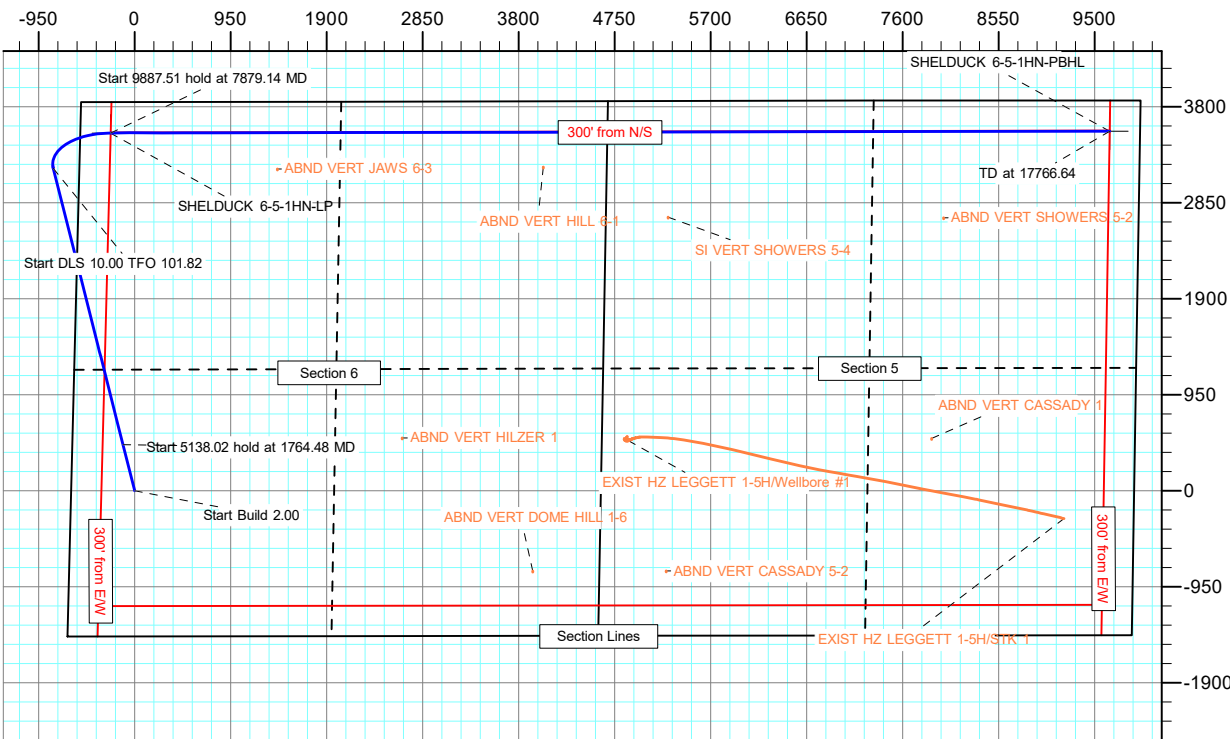 -950 0 950 1900 2850 3800 4750 5700 6650 7600 8550 9500
SHELDUCK 6-5-1HN-PBHL
Start 9887.51 hold at 7879.14 MD
3800
300' from N/S
ABND VERT JAWS 6-3
TD at 17766.64
SHELDUCK 6-5-1HN-LP
2850
ABND VERT HILL 6-1
ABND VERT SHOWERS 5-2
SI VERT SHOWERS 5-4
Start DLS 10.00 TFO 101.82
1900
Section 6
Section 5
950
ABND VERT CASSADY 1
ABND VERT HILZER 1
Start 5138.02 hold at 1764.48 MD
EXIST HZ LEGGETT 1-5H/Wellbore #1
0
Start Build 2.00
ABND VERT DOME HILL 1-6
300' from E/W
300' from E/W
ABND VERT CASSADY 5-2
-950
Section Lines
EXIST HZ LEGGETT 1-5H/STK 1
-1900